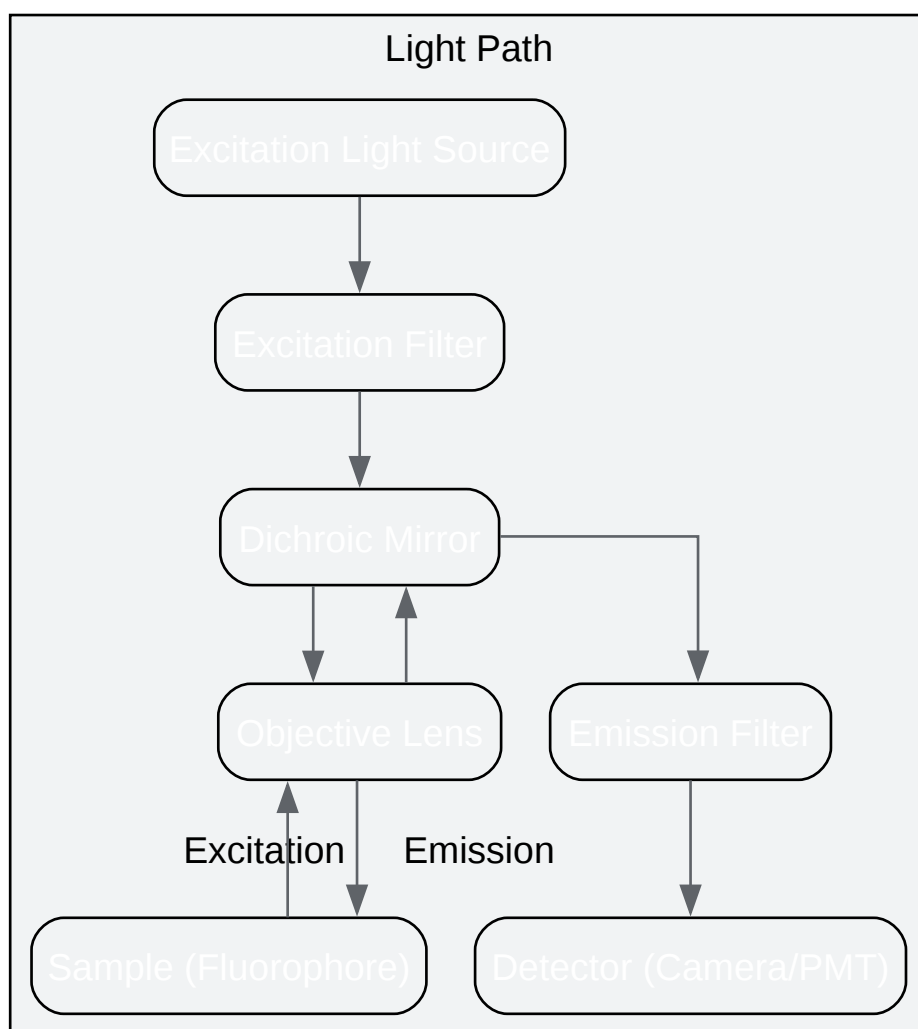 Light Path
Excitation Light Source
Excitation Filter
Dichroic Mirror
Objective Lens
Emission Filter
Excitation
Emission
Sample (Fluorophore)
Detector (Camera/PMT)